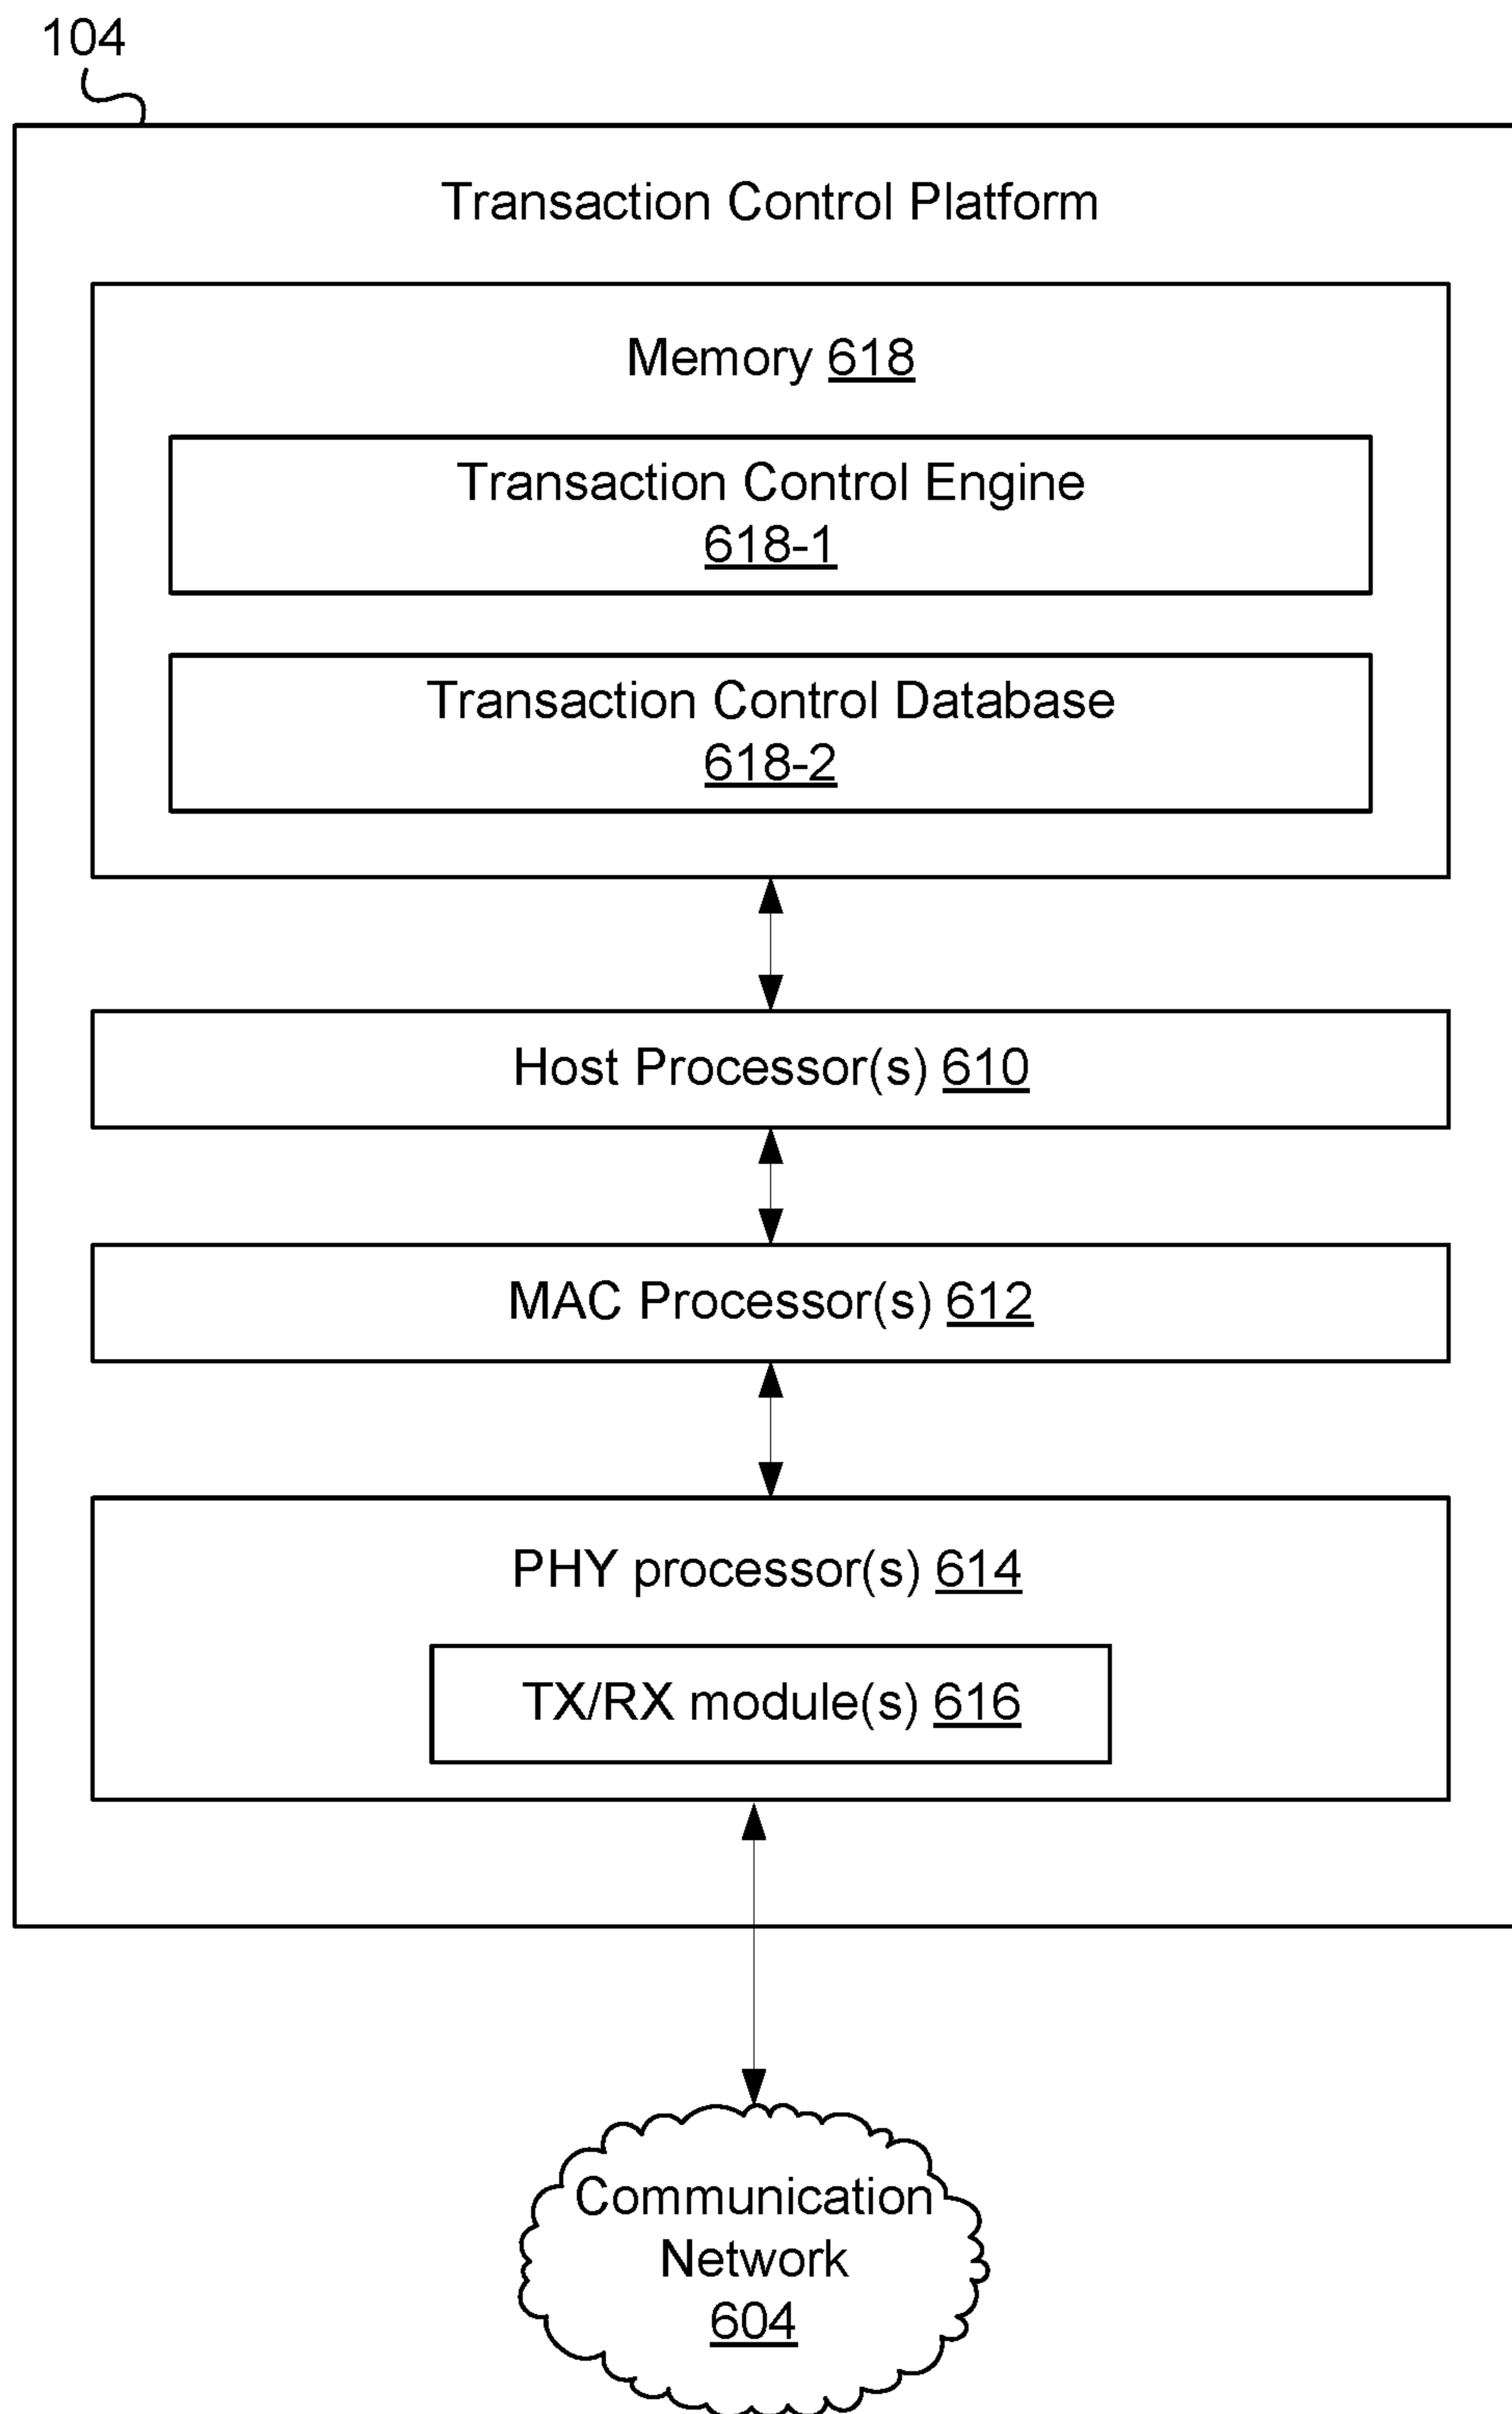 104
Transaction Control Platform
Memory 618
Transaction Control Engine
618-1
Transaction Control Database
618-2
Host Processor(s) 610
MAC Processor(s) 612
PHY processor(s) 614
TX/RX module(s) 616
Communication
Network
604